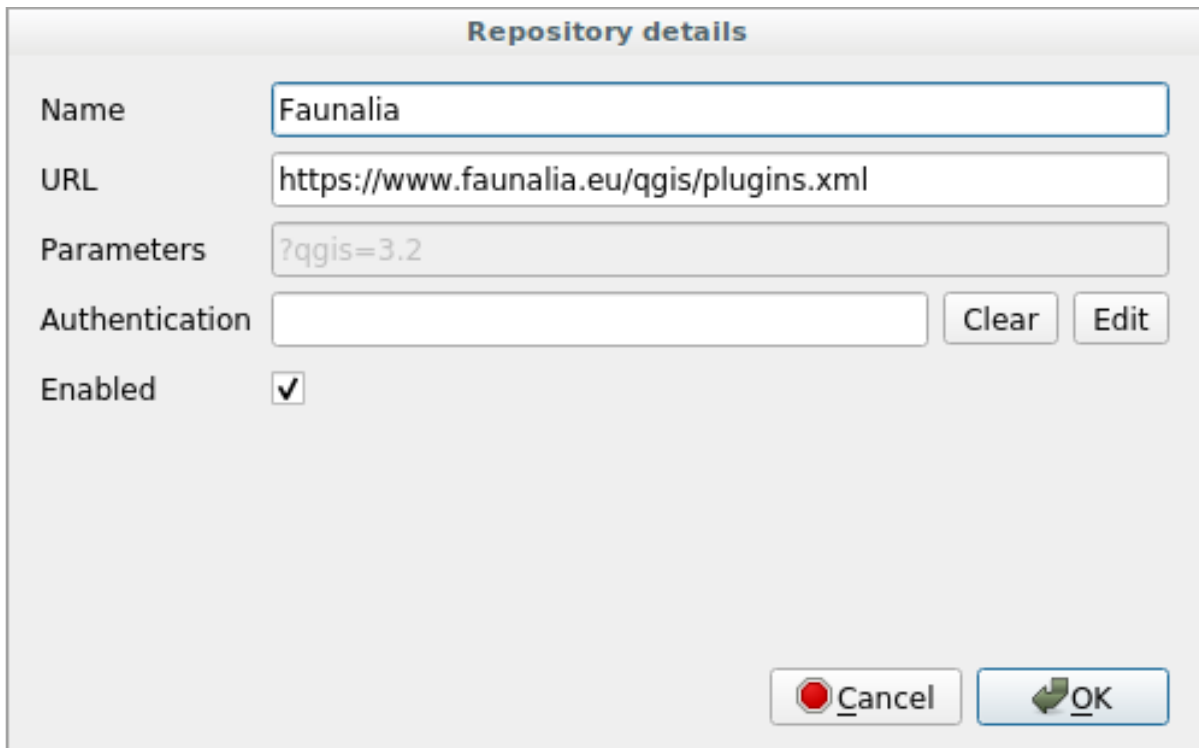 Repository details
Name Faunalia
URL https://www.faunalia.eu/qgis/plugins.xml
Parameters ?qgis=3.2
Authentication Clear Edit
Enabled
Cancel OK